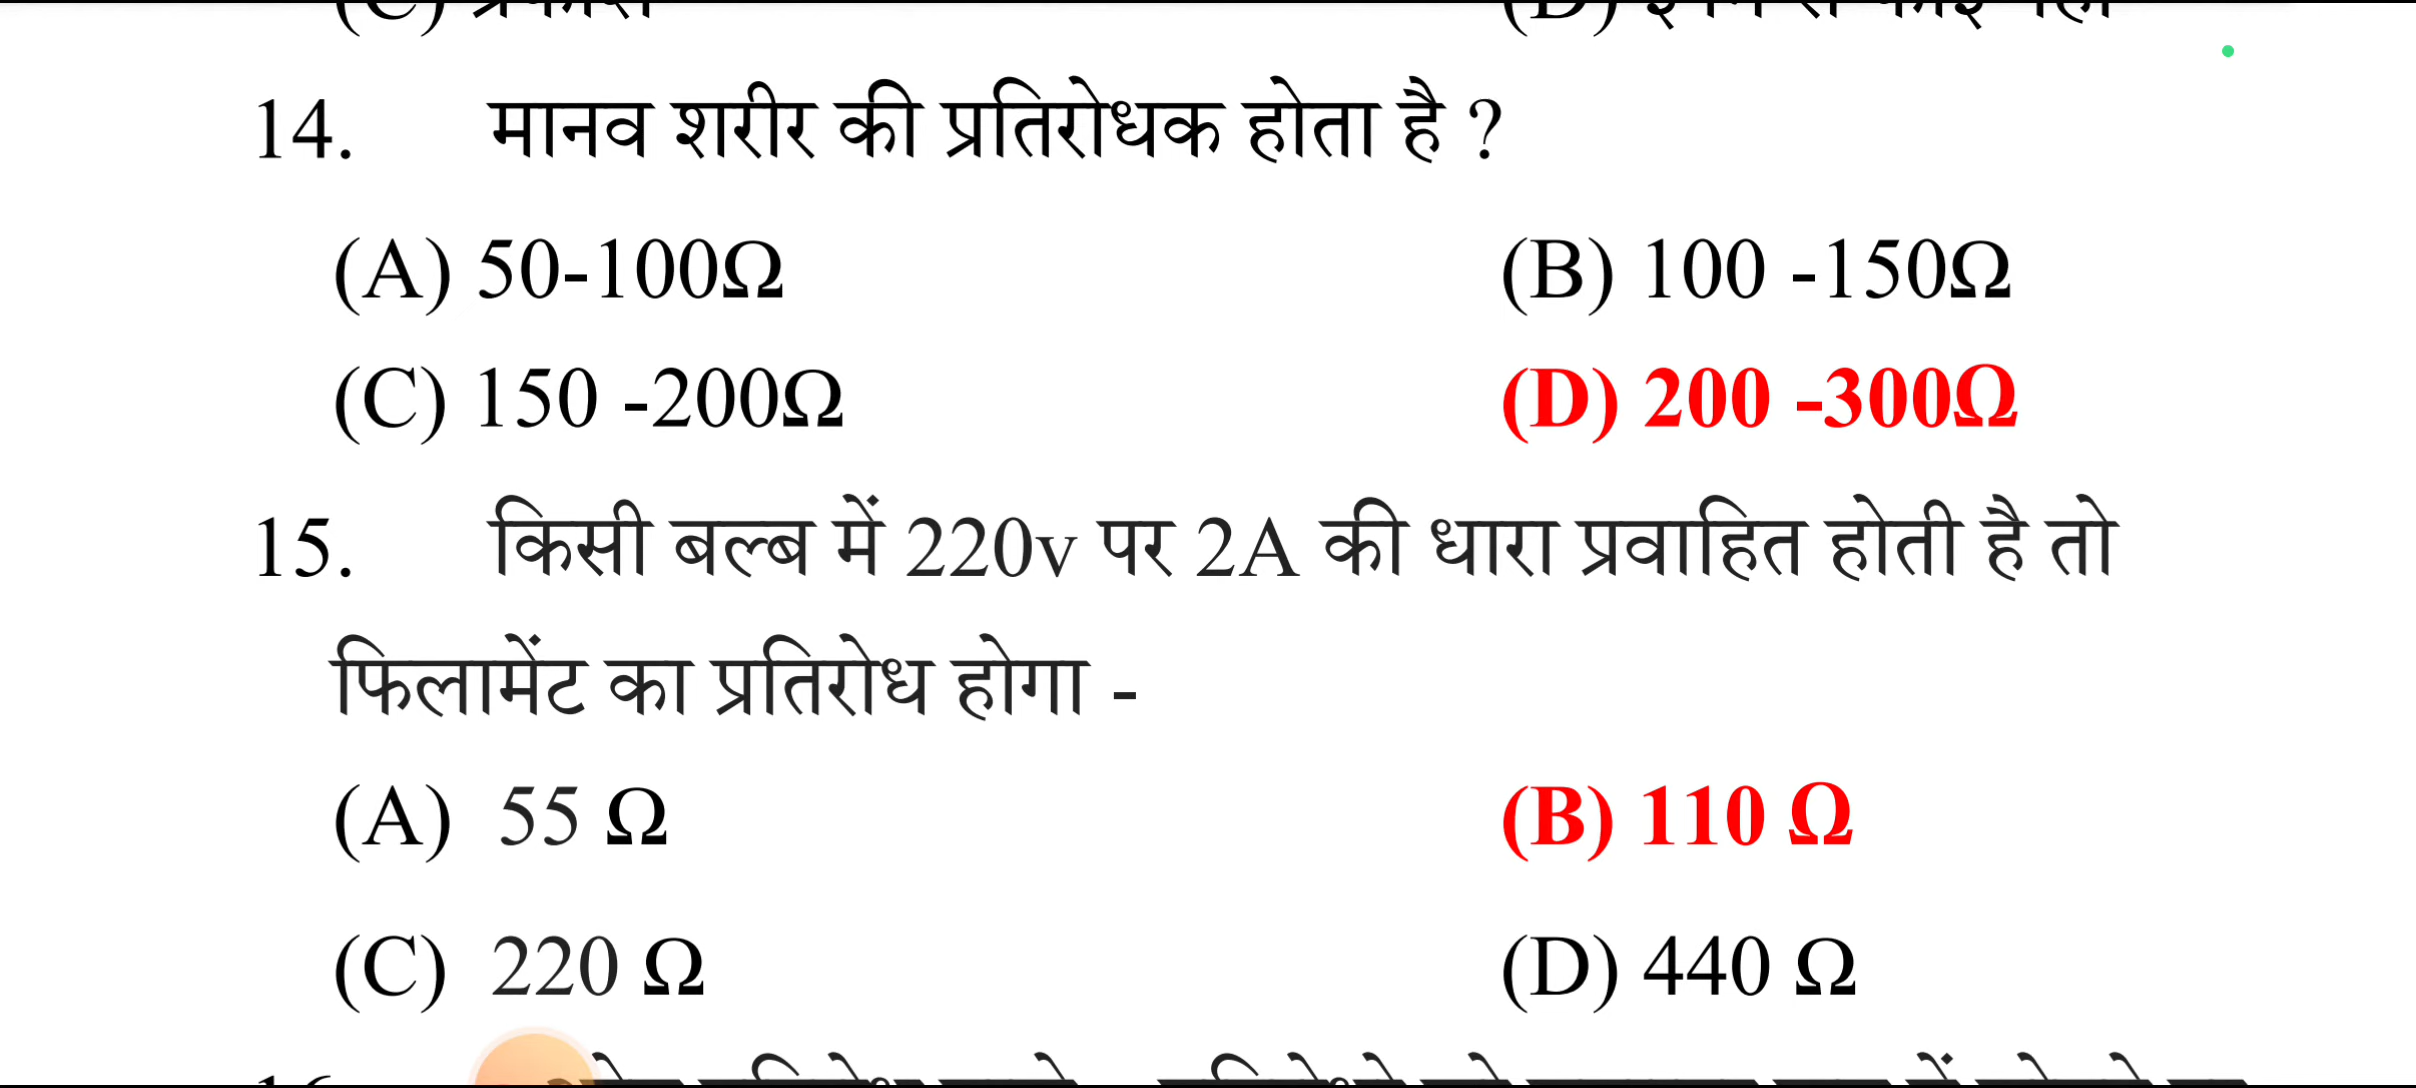 14. मानव शरीर की प्रतिरोधक होता है ?
(A) 50-100Ω (B) 100 -150Ω
(C) 150 -200Ω (D) 200 -300Ω
15. किसी बल्ब में 220v पर 2A की धारा प्रवाहित होती है तो
फिलामेंट का प्रतिरोध होगा -
(A) 55 Ω (B) 110 Ω
(C) 220 Ω (D) 440 Ω